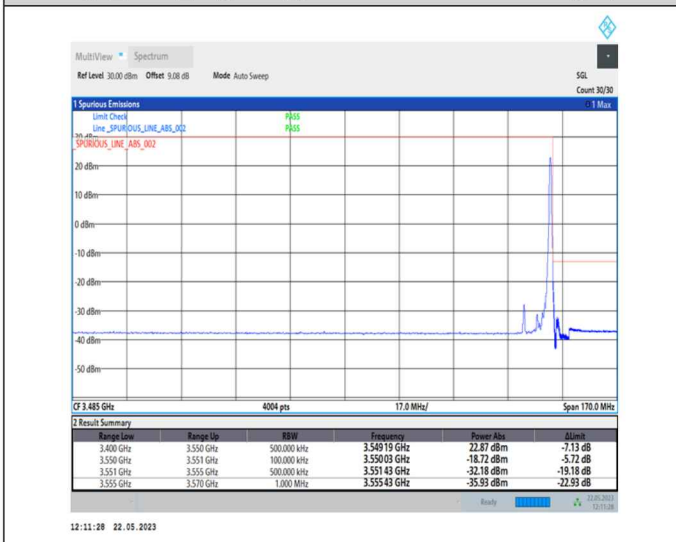 MultiView Spectrum
Ref Level 30.00 dBm Offset 9.08 dB Mode Auto Sweep SGL
Count 30/30
1 Spurious Emissions 1 Max
Limit Check PASS
Line _SPURIOUS_LINE_ABS_002 PASS
30 dBm
_SPURIOUS_LINE_ABS_002
20 dBm
10 dBm
0 dBm
-10 dBm
-20 dBm
-30 dBm
-40 dBm
-50 dBm
CF 3.485 GHz 4004 pts 17.0 MHz/ Span 170.0 MHz
2 Result Summary
Range Low Range Up RBW Frequency Power Abs ΔLimit
3.400 GHz 3.550 GHz 500.000 kHz 3.54919 GHz 22.87 dBm -7.13 dB
3.550 GHz 3.551 GHz 100.000 kHz 3.55003 GHz -18.72 dBm -5.72 dB
3.551 GHz 3.555 GHz 500.000 kHz 3.55143 GHz -32.18 dBm -19.18 dB
3.555 GHz 3.570 GHz 1.000 MHz 3.55543 GHz -35.93 dBm -22.93 dB
Ready 22.05.2023
12:11:28
12:11:28 22.05.2023